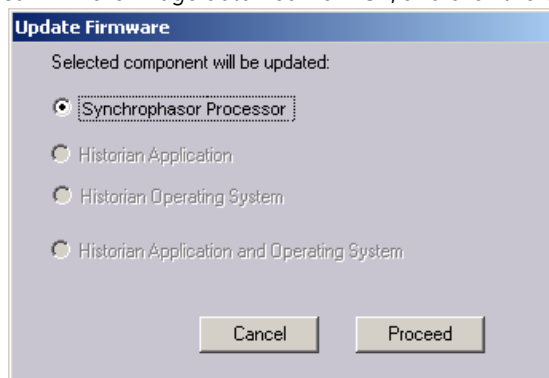 Update Firmware
Selected component will be updated:
Synchrophasor Processor
Historian Application
Historian Operating System
Historian Application and Operating System
Cancel Proceed